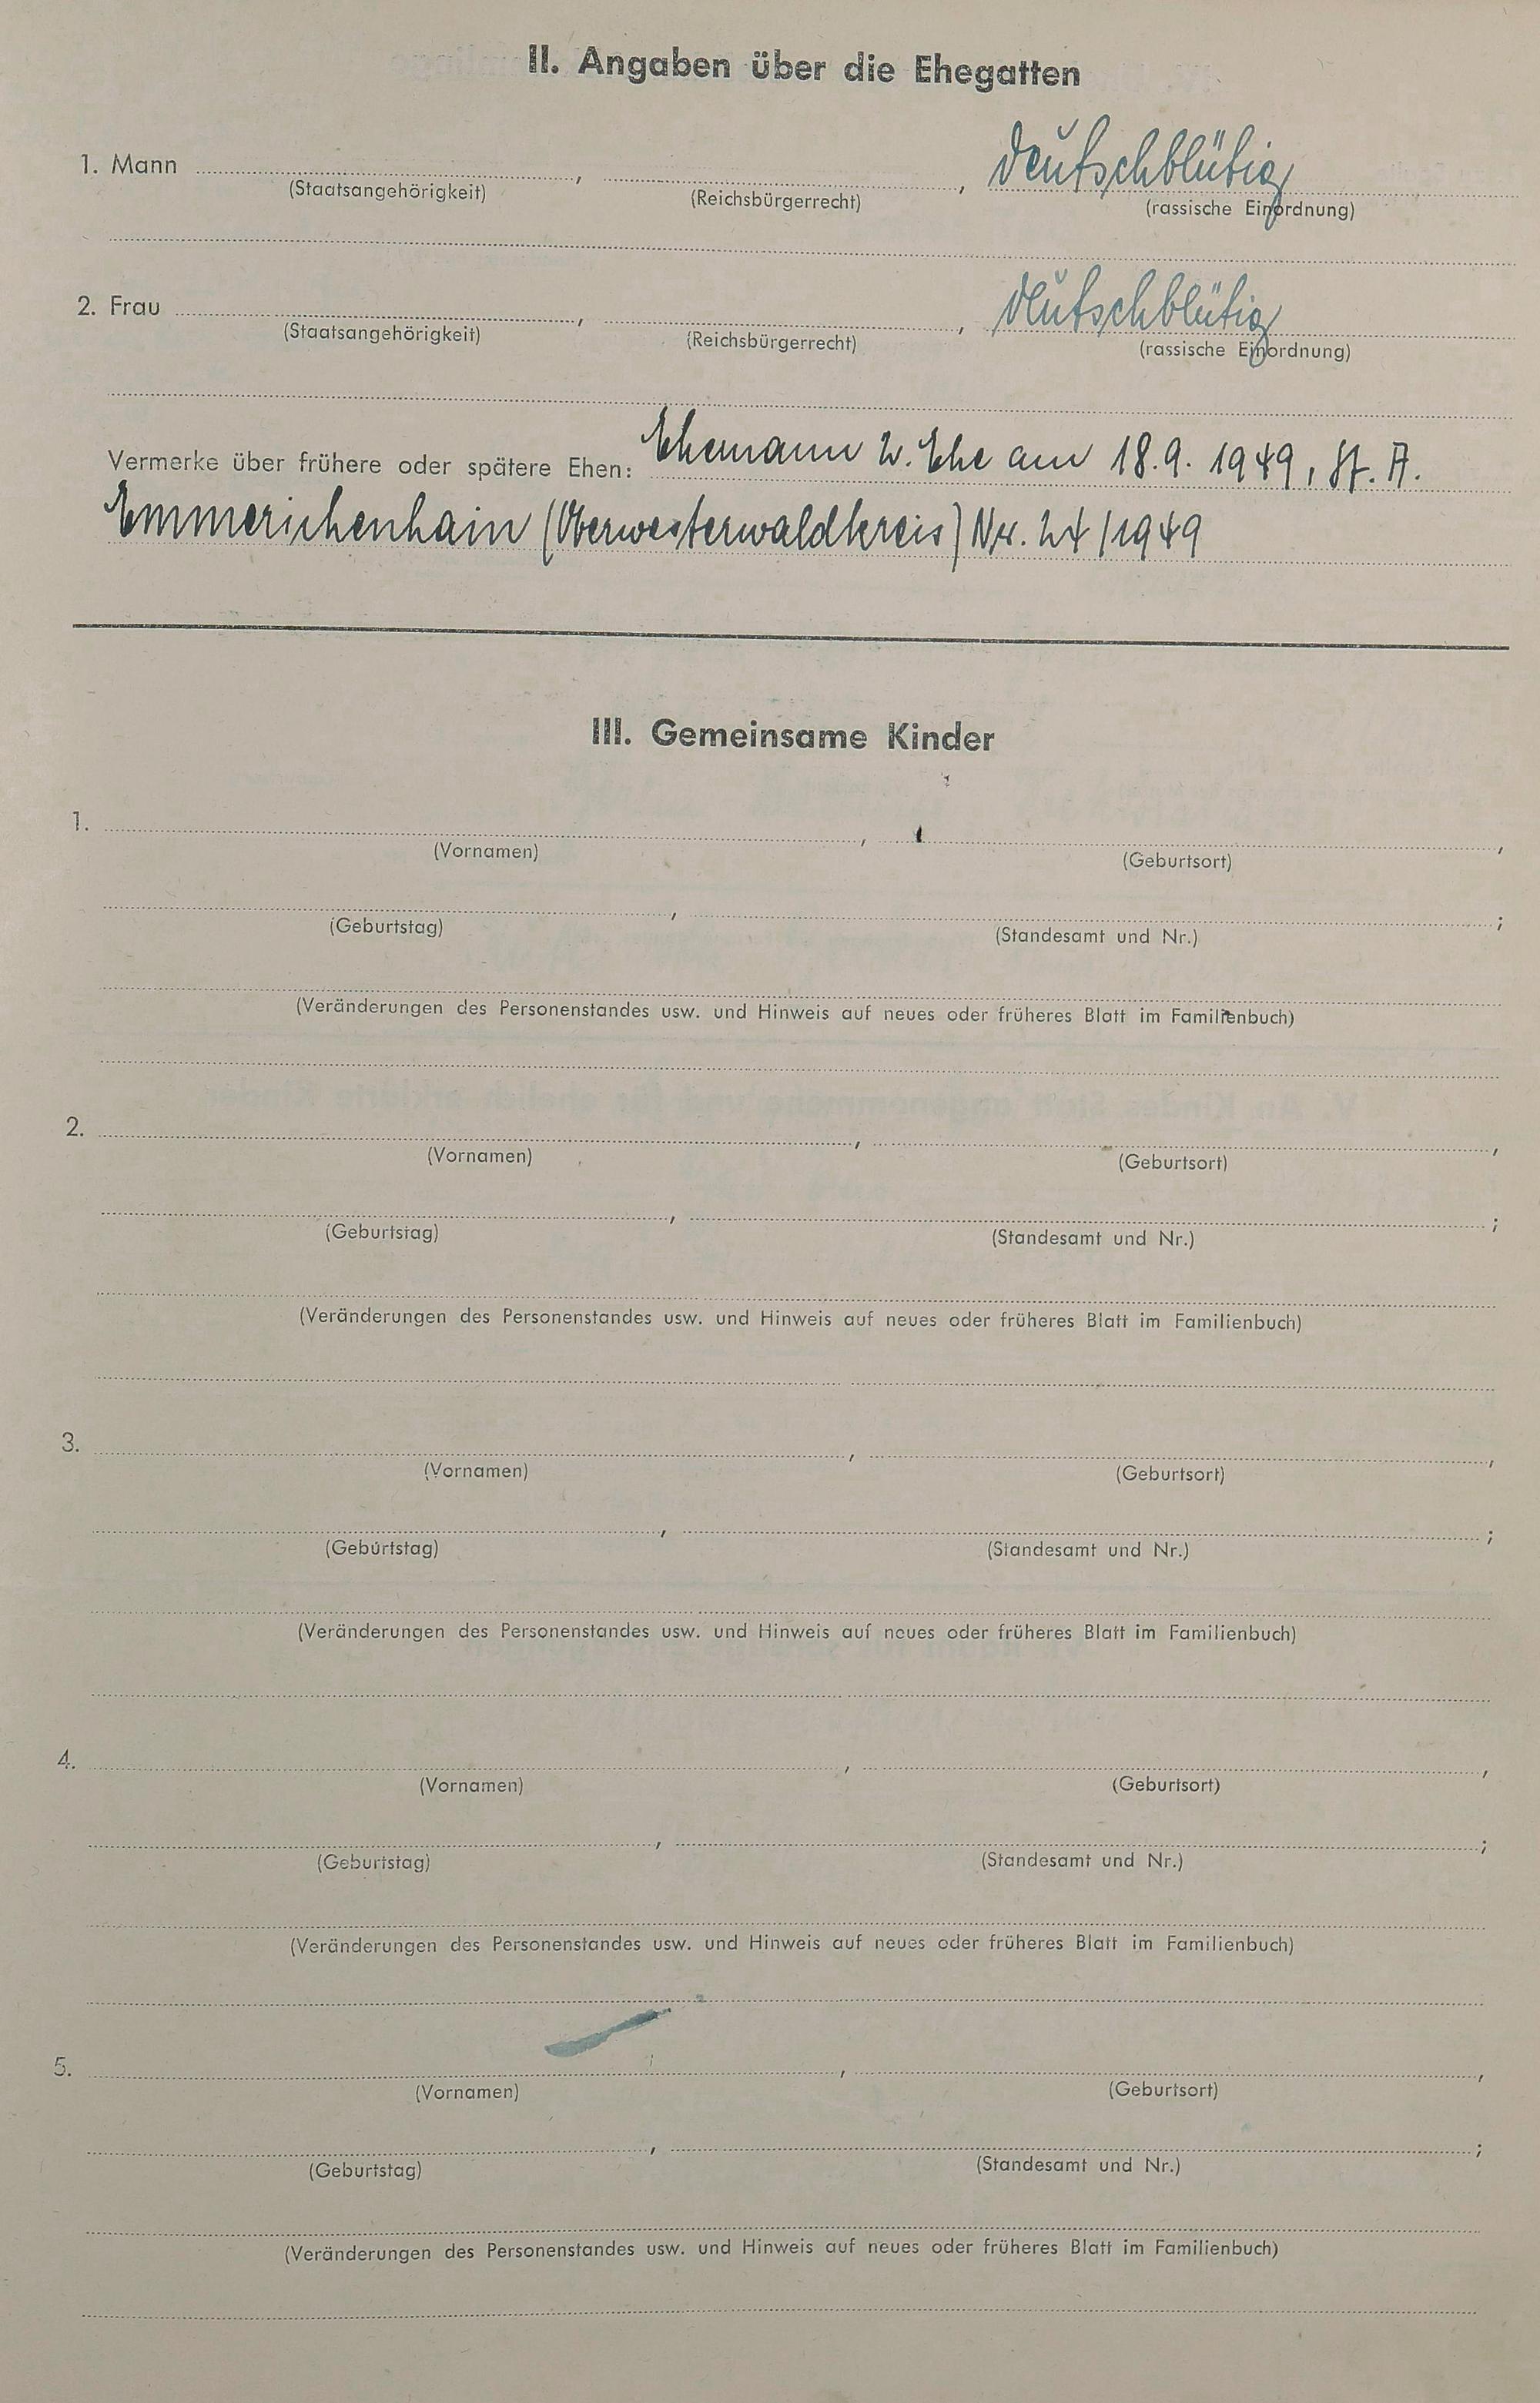 II. Angaben über die Ehegatten
1. Mann , , deutschblütig
(Staatsangehörigkeit) (Reichsbürgerrecht) (rassische Einordnung)
2. Frau , , deutschblütig
(Staatsangehörigkeit) (Reichsbürgerrecht) (rassische Einordnung)
Vermerke über frühere oder spätere Ehen: Ehemann 2. Ehe am 18.9.1949, St. A.
Emmerichenhain (Oberwesterwaldkreis) Nr. 24/1949
III. Gemeinsame Kinder
1. , ,
(Vornamen) (Geburtsort)
, ;
(Geburtstag) (Standesamt und Nr.)
(Veränderungen des Personenstandes usw. und Hinweis auf neues oder früheres Blatt im Familienbuch)
2. , ,
(Vornamen) (Geburtsort)
, ;
(Geburtstag) (Standesamt und Nr.)
(Veränderungen des Personenstandes usw. und Hinweis auf neues oder früheres Blatt im Familienbuch)
3. , ,
(Vornamen) (Geburtsort)
, ;
(Geburtstag) (Standesamt und Nr.)
(Veränderungen des Personenstandes usw. und Hinweis auf neues oder früheres Blatt im Familienbuch)
4. , ,
(Vornamen) (Geburtsort)
, ;
(Geburtstag) (Standesamt und Nr.)
(Veränderungen des Personenstandes usw. und Hinweis auf neues oder früheres Blatt im Familienbuch)
5. , ,
(Vornamen) (Geburtsort)
, ;
(Geburtstag) (Standesamt und Nr.)
(Veränderungen des Personenstandes usw. und Hinweis auf neues oder früheres Blatt im Familienbuch)